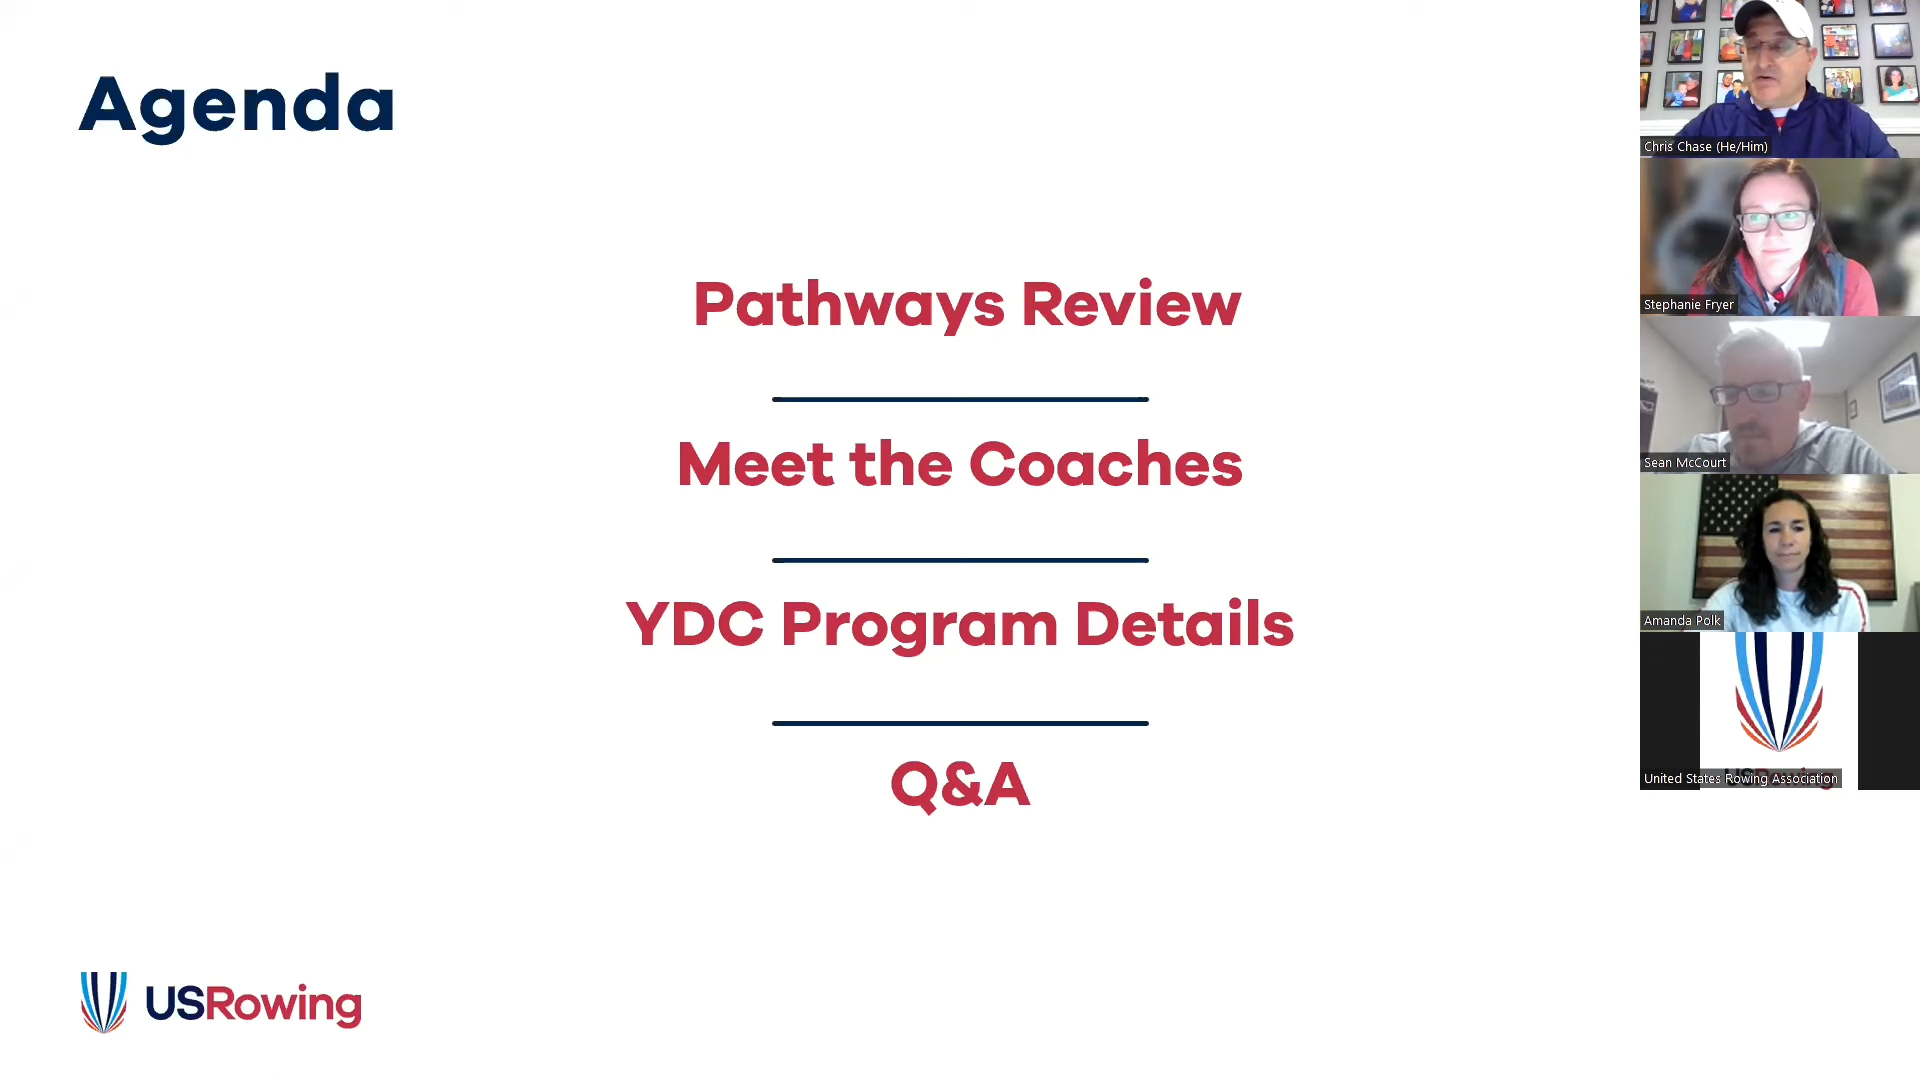 Agenda
Pathways Review
Meet the Coaches
YDC Program Details
Q&A
USRowing
Chris Chase (He/Him)
Stephanie Fryer
Sean McCourt
Amanda Polk
United States Rowing Association